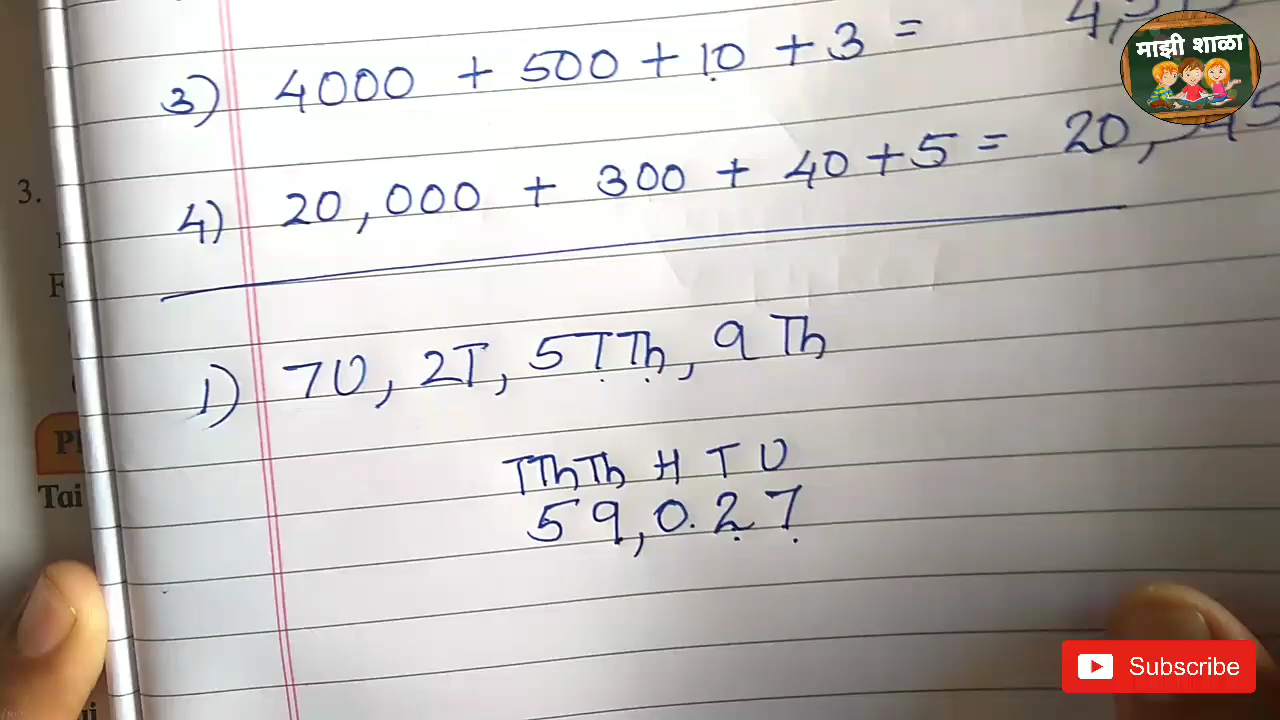 3) 4000 + 500 + 10 + 3 =
माझी शाळा
4) 20,000 + 300 + 40 + 5 = 20,345
3.
1) 7U, 2T, 5TTh, 9Th
TTh Th H T U
59,027
Tai
Subscribe